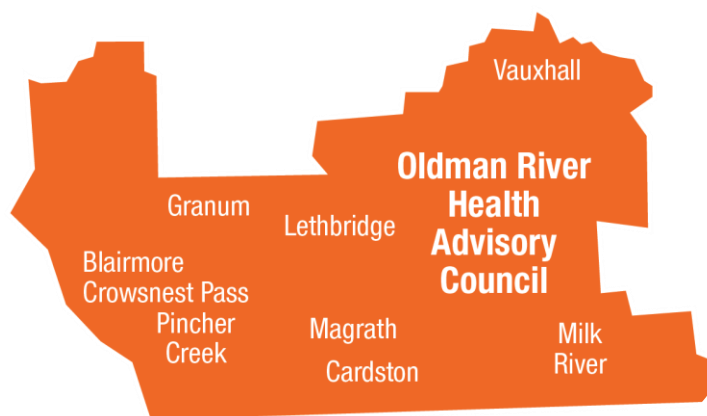 Vauxhall
Oldman River
Health
Advisory
Council
Granum
Lethbridge
Blairmore
Crowsnest Pass
Pincher
Creek
Magrath
Cardston
Milk
River